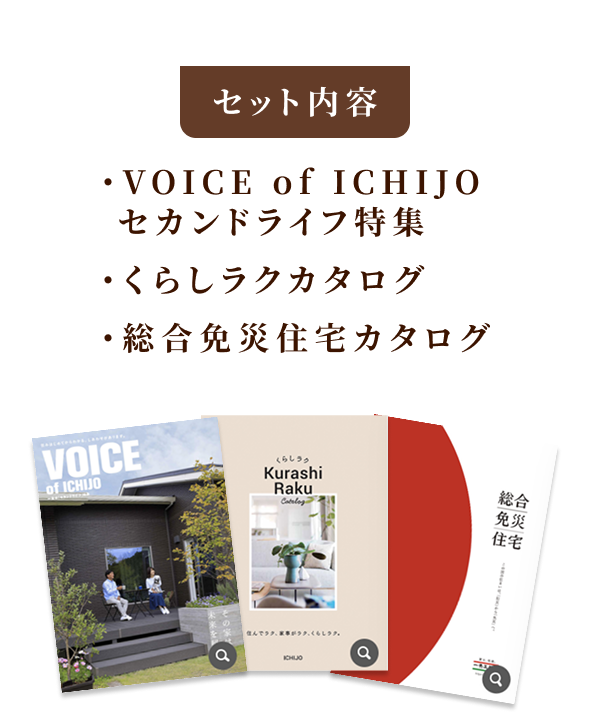 セット内容
・VOICE of ICHIJO
セカンドライフ特集
・くらしラクカタログ
・総合免災住宅カタログ
VOICE
of ICHIJO
くらしラク
Kurashi
Raku
Catalog
住んでラク、家事がラク、くらしラク。
ICHIJO
総合
免災
住宅